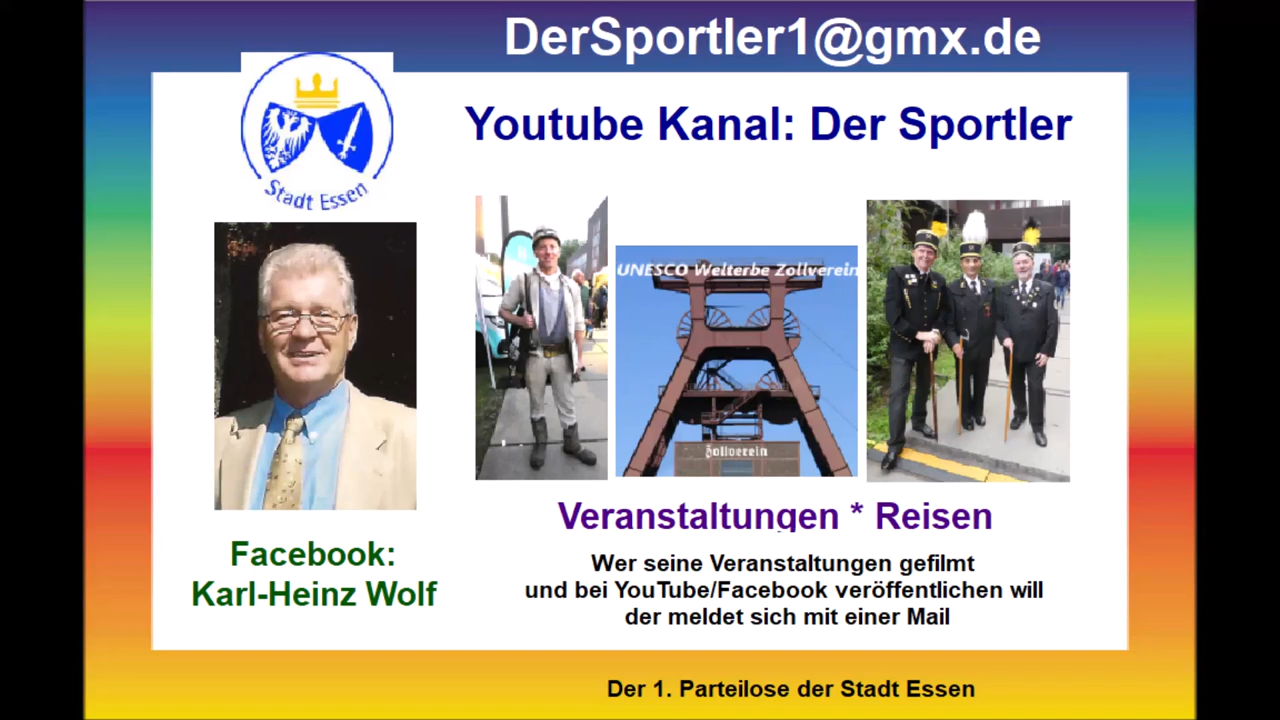 DerSportler1@gmx.de
Youtube Kanal: Der Sportler
Stadt Essen
UNESCO Welterbe Zollverein
Zollverein
Veranstaltungen * Reisen
Facebook:
Karl-Heinz Wolf
Wer seine Veranstaltungen gefilmt
und bei YouTube/Facebook veröffentlichen will
der meldet sich mit einer Mail
Der 1. Parteilose der Stadt Essen